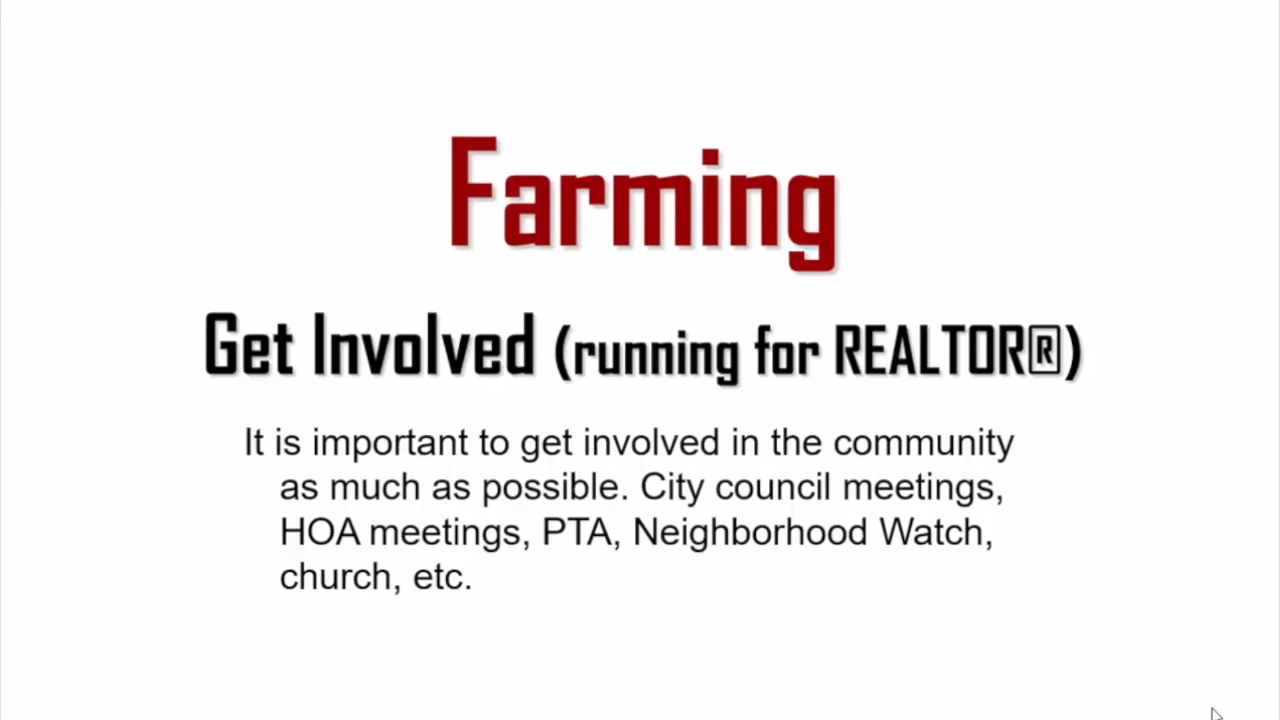 Farming
Get Involved (running for REALTOR®)
It is important to get involved in the community
as much as possible. City council meetings,
HOA meetings, PTA, Neighborhood Watch,
church, etc.